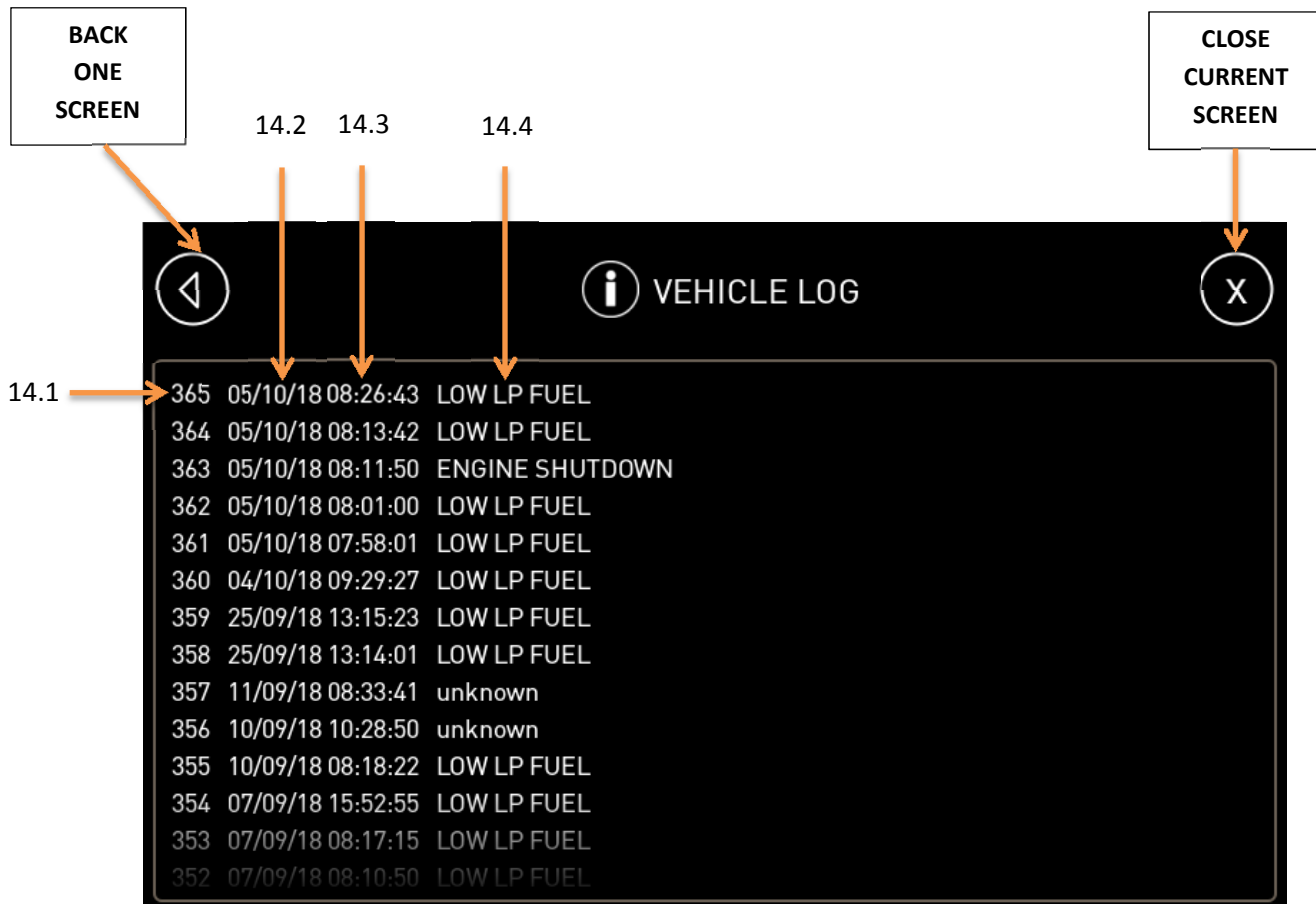 BACK
ONE
SCREEN
CLOSE
CURRENT
SCREEN
14.2 14.3 14.4
i VEHICLE LOG X
14.1
365 05/10/18 08:26:43 LOW LP FUEL
364 05/10/18 08:13:42 LOW LP FUEL
363 05/10/18 08:11:50 ENGINE SHUTDOWN
362 05/10/18 08:01:00 LOW LP FUEL
361 05/10/18 07:58:01 LOW LP FUEL
360 04/10/18 09:29:27 LOW LP FUEL
359 25/09/18 13:15:23 LOW LP FUEL
358 25/09/18 13:14:01 LOW LP FUEL
357 11/09/18 08:33:41 unknown
356 10/09/18 10:28:50 unknown
355 10/09/18 08:18:22 LOW LP FUEL
354 07/09/18 15:52:55 LOW LP FUEL
353 07/09/18 08:17:15 LOW LP FUEL
352 07/09/18 08:10:50 LOW LP FUEL